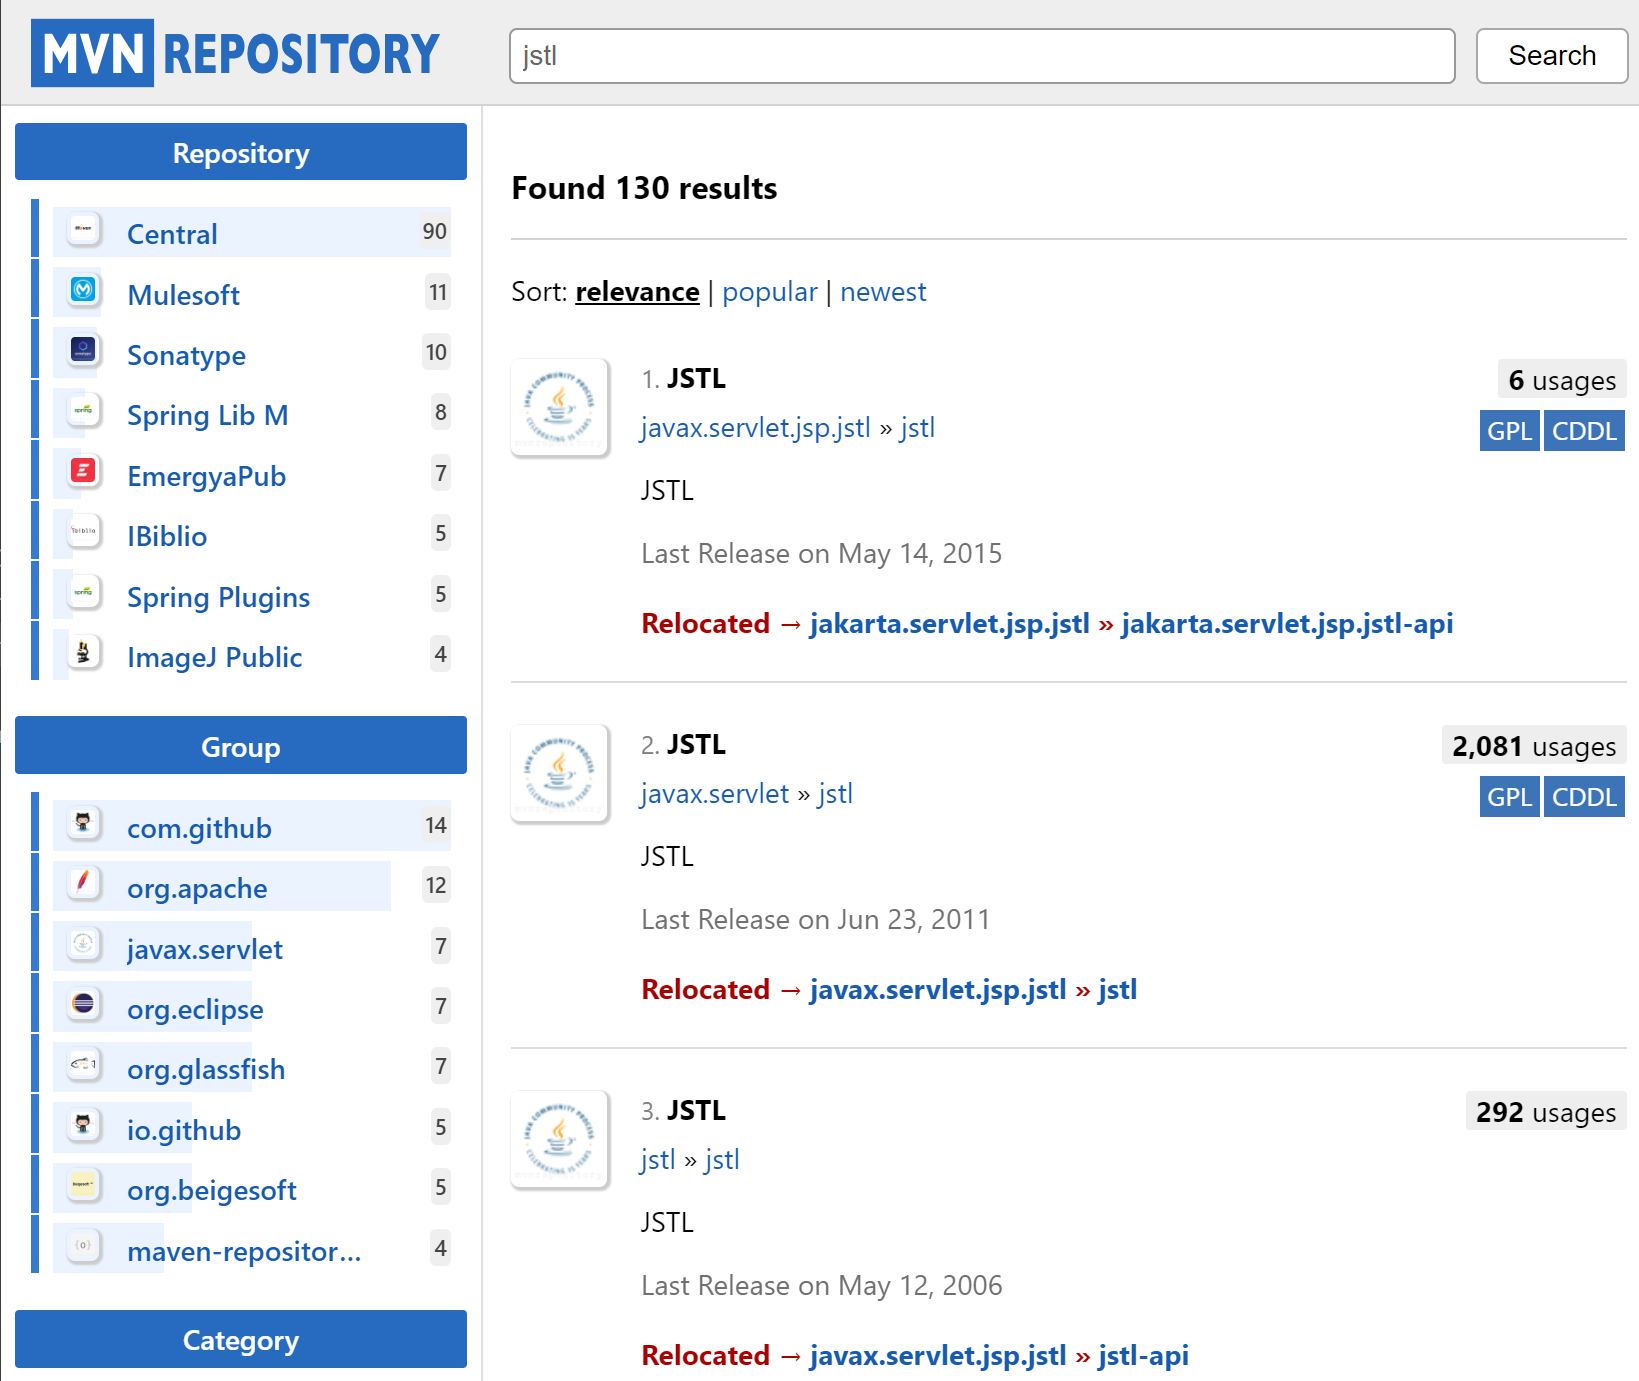 MVN REPOSITORY
jstl
Search
Repository
Central 90
Mulesoft 11
Sonatype 10
Spring Lib M 8
EmergyaPub 7
IBiblio 5
Spring Plugins 5
ImageJ Public 4
Group
com.github 14
org.apache 12
javax.servlet 7
org.eclipse 7
org.glassfish 7
io.github 5
org.beigesoft 5
maven-repositor... 4
Category
Found 130 results
Sort: relevance | popular | newest
1. JSTL
6 usages
javax.servlet.jsp.jstl » jstl
GPL CDDL
JSTL
Last Release on May 14, 2015
Relocated → jakarta.servlet.jsp.jstl » jakarta.servlet.jsp.jstl-api
2. JSTL
2,081 usages
javax.servlet » jstl
GPL CDDL
JSTL
Last Release on Jun 23, 2011
Relocated → javax.servlet.jsp.jstl » jstl
3. JSTL
292 usages
jstl » jstl
JSTL
Last Release on May 12, 2006
Relocated → javax.servlet.jsp.jstl » jstl-api